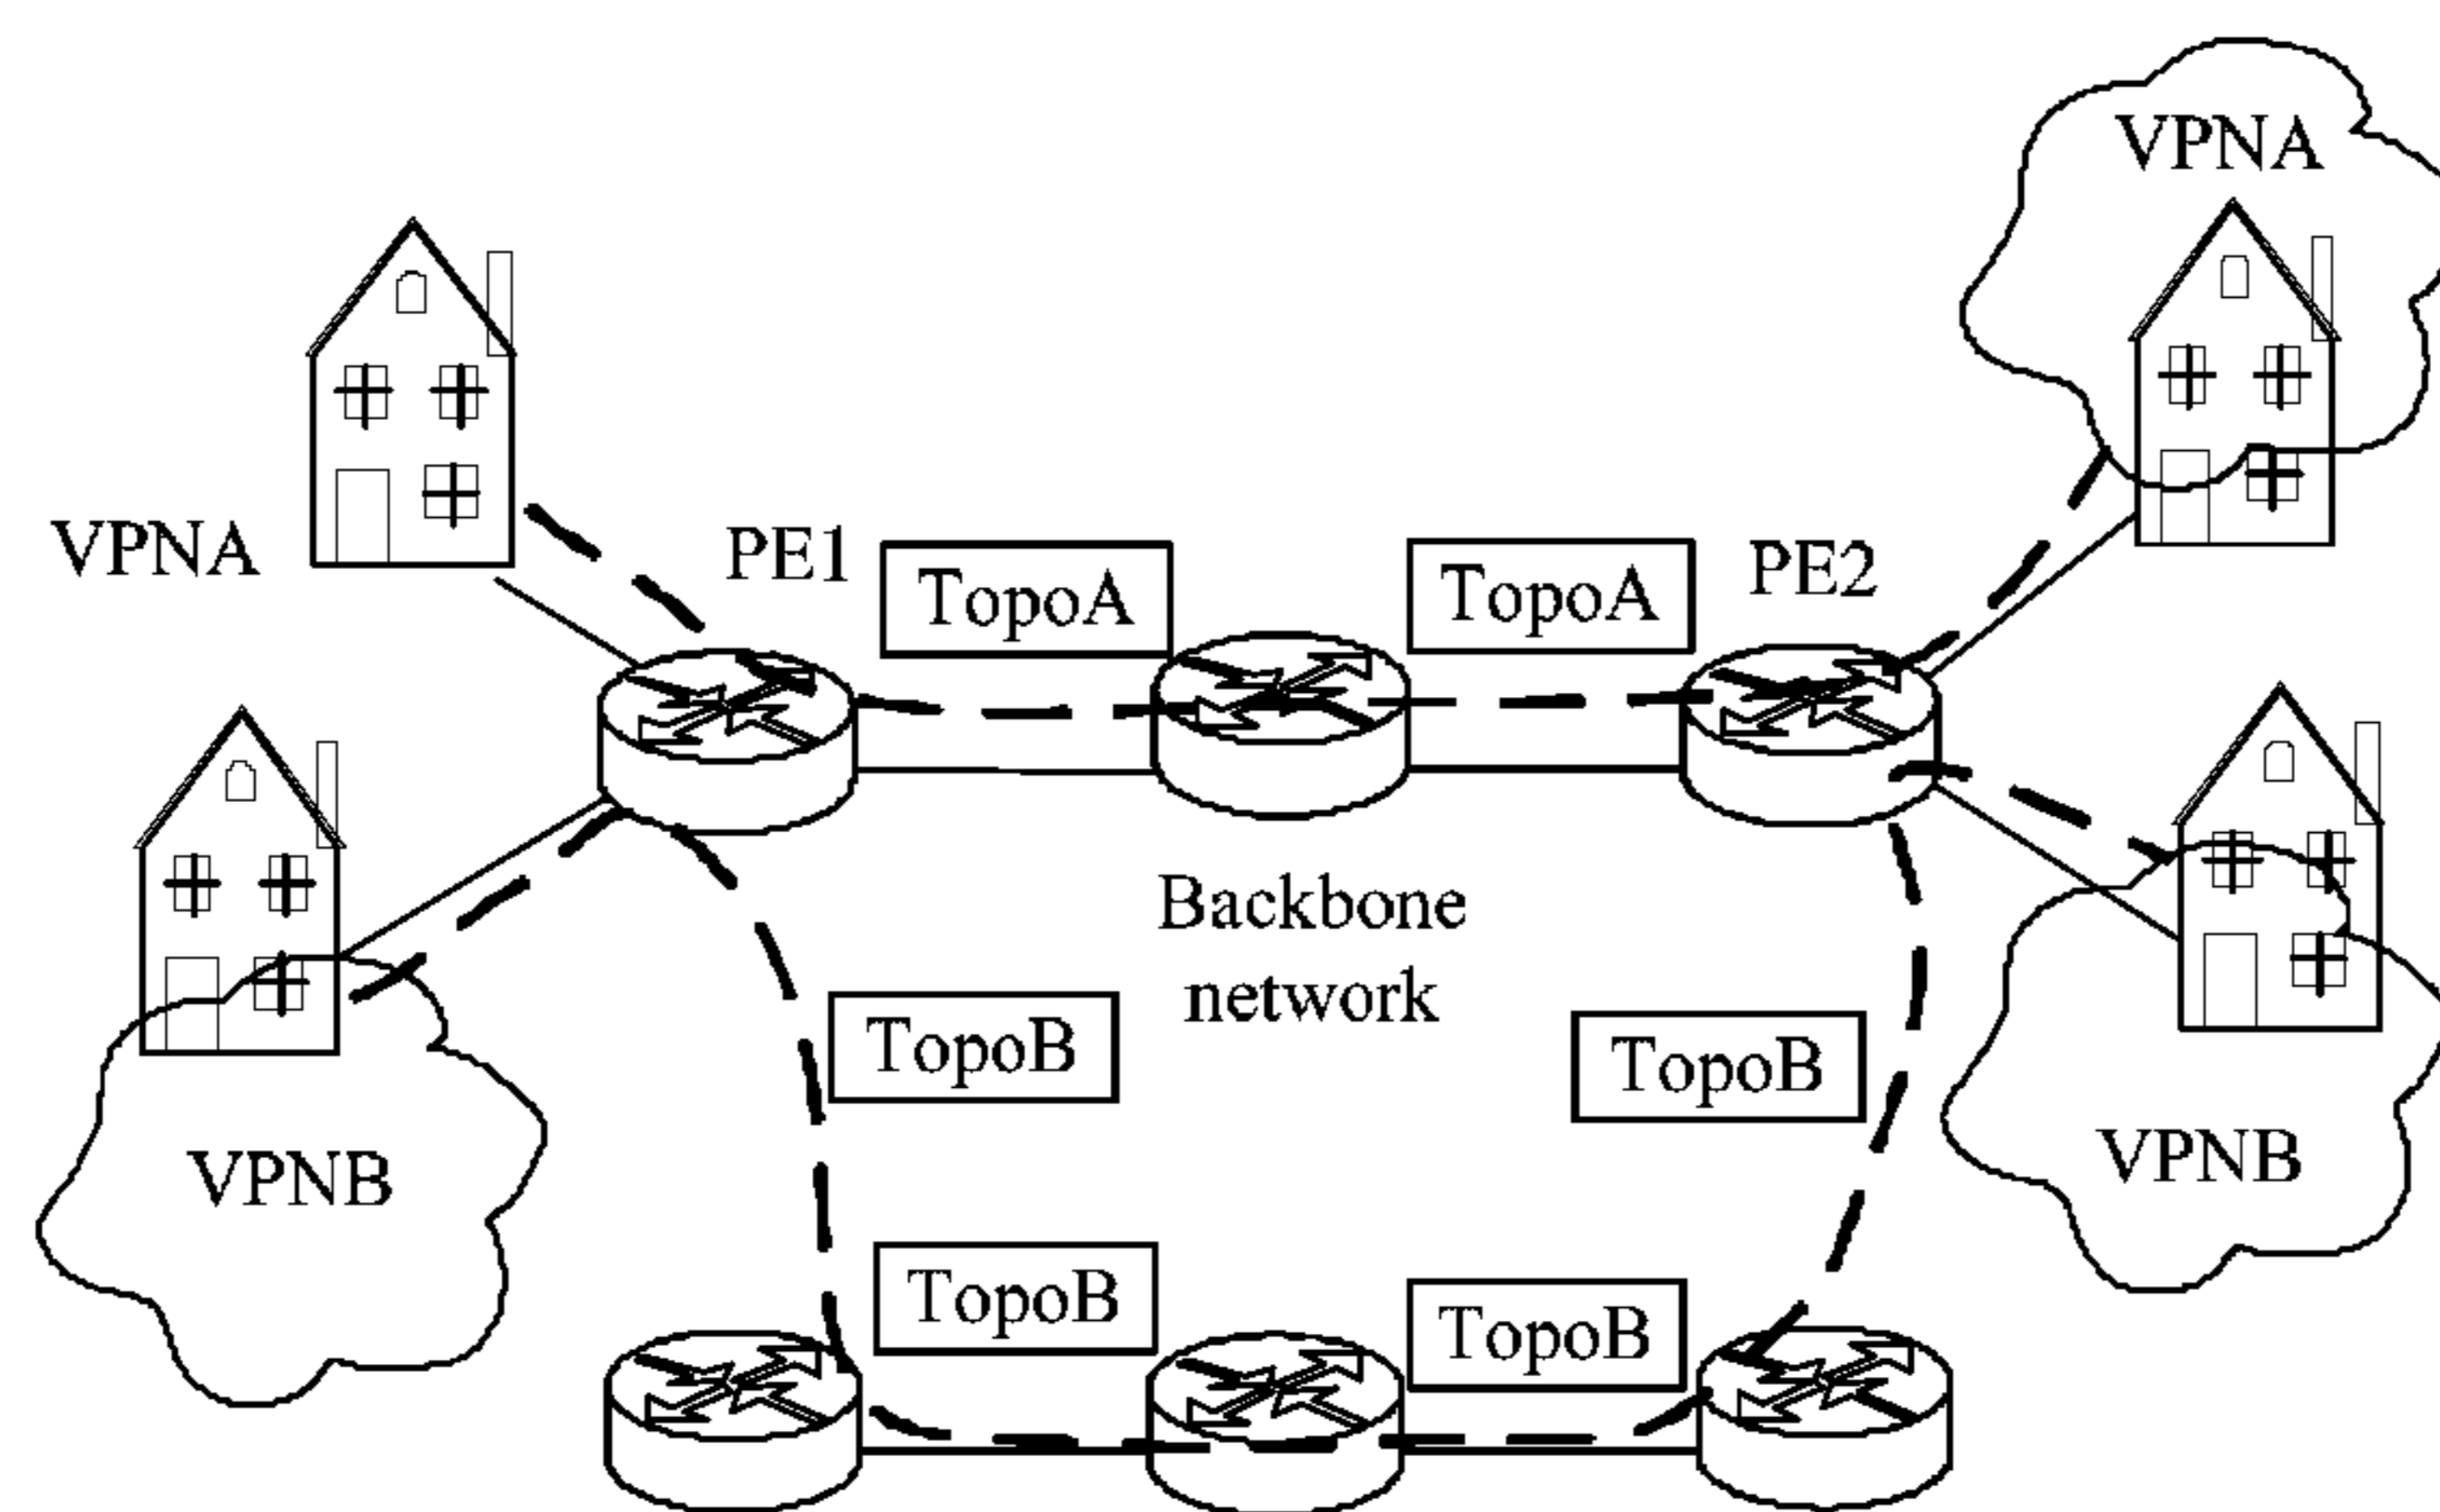 VPNA
VPNA
PE1
TopoA
TopoA
PE2
Backbone
network
TopoB
TopoB
VPNB
VPNB
TopoB
TopoB